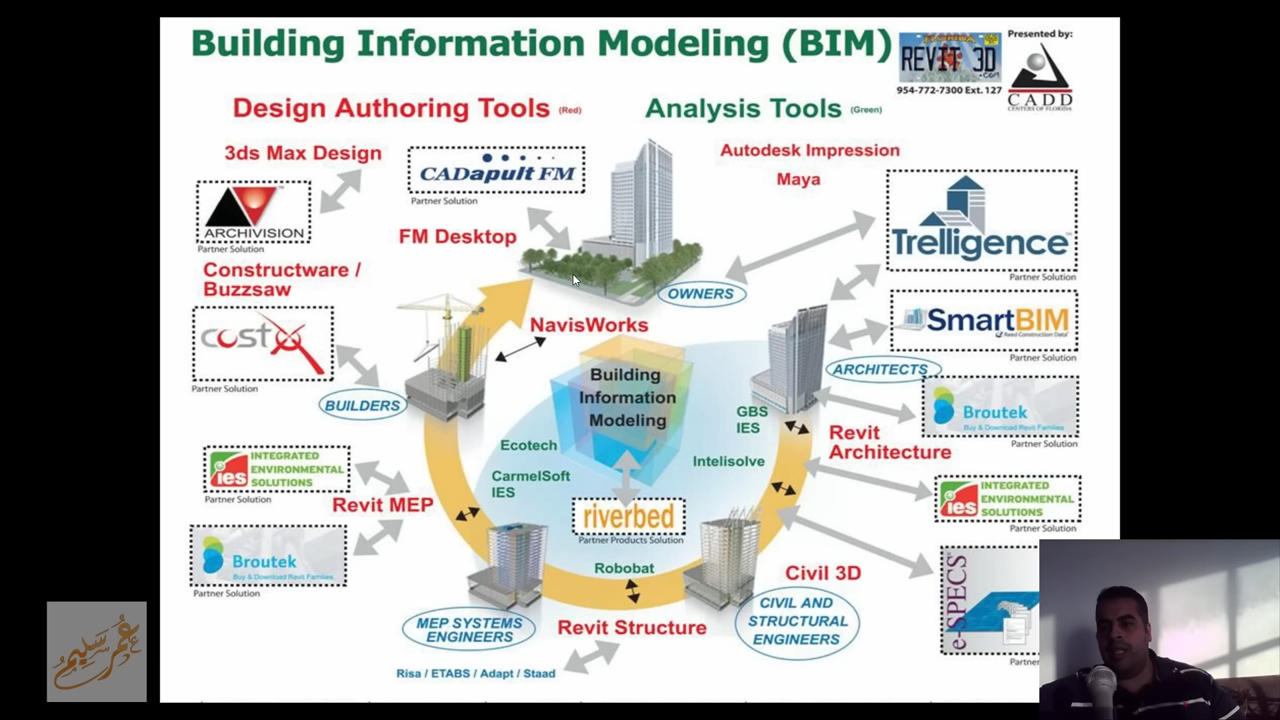 Building Information Modeling (BIM)
FLORIDA
REVIT 3D
.COM
954-772-7300 Ext. 127
Presented by:
CADD
CENTERS OF FLORIDA
Design Authoring Tools (Red)
Analysis Tools (Green)
3ds Max Design
ARCHIVISION
Partner Solution
CADapult FM
Partner Solution
FM Desktop
Autodesk Impression
Maya
Trelligence
Partner Solution
OWNERS
Constructware /
Buzzsaw
costX
Partner Solution
BUILDERS
NavisWorks
Building
Information
Modeling
SmartBIM
Reed Construction Data
Partner Solution
ARCHITECTS
Broutek
Buy & Download Revit Families
Partner Solution
GBS
IES
Revit
Architecture
Intelisolve
Ecotech
CarmelSoft
IES
ies
INTEGRATED
ENVIRONMENTAL
SOLUTIONS
Partner Solution
Revit MEP
Broutek
Buy & Download Revit Families
Partner Solution
riverbed
Partner Products Solution
ies
INTEGRATED
ENVIRONMENTAL
SOLUTIONS
Partner Solution
Robobat
Civil 3D
e-SPECS
Partner
MEP SYSTEMS
ENGINEERS
Revit Structure
CIVIL AND
STRUCTURAL
ENGINEERS
Risa / ETABS / Adapt / Staad
عمر سليم